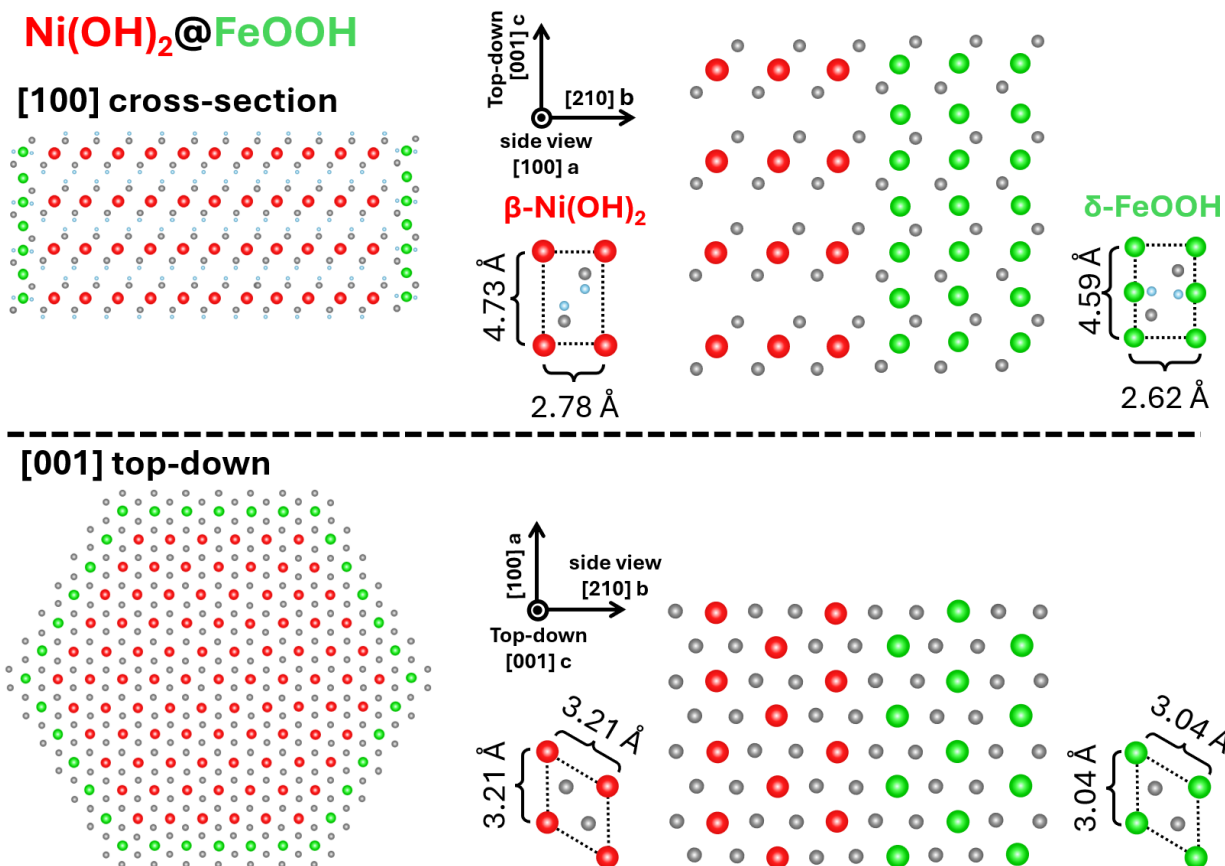 Ni(OH)₂@FeOOH
[100] cross-section
Top-down
[001] c
[210] b
side view
[100] a
β-Ni(OH)₂
4.73 Å
2.78 Å
δ-FeOOH
4.59 Å
2.62 Å
[001] top-down
[100] a
side view
[210] b
Top-down
[001] c
3.21 Å
3.21 Å
3.04 Å
3.04 Å